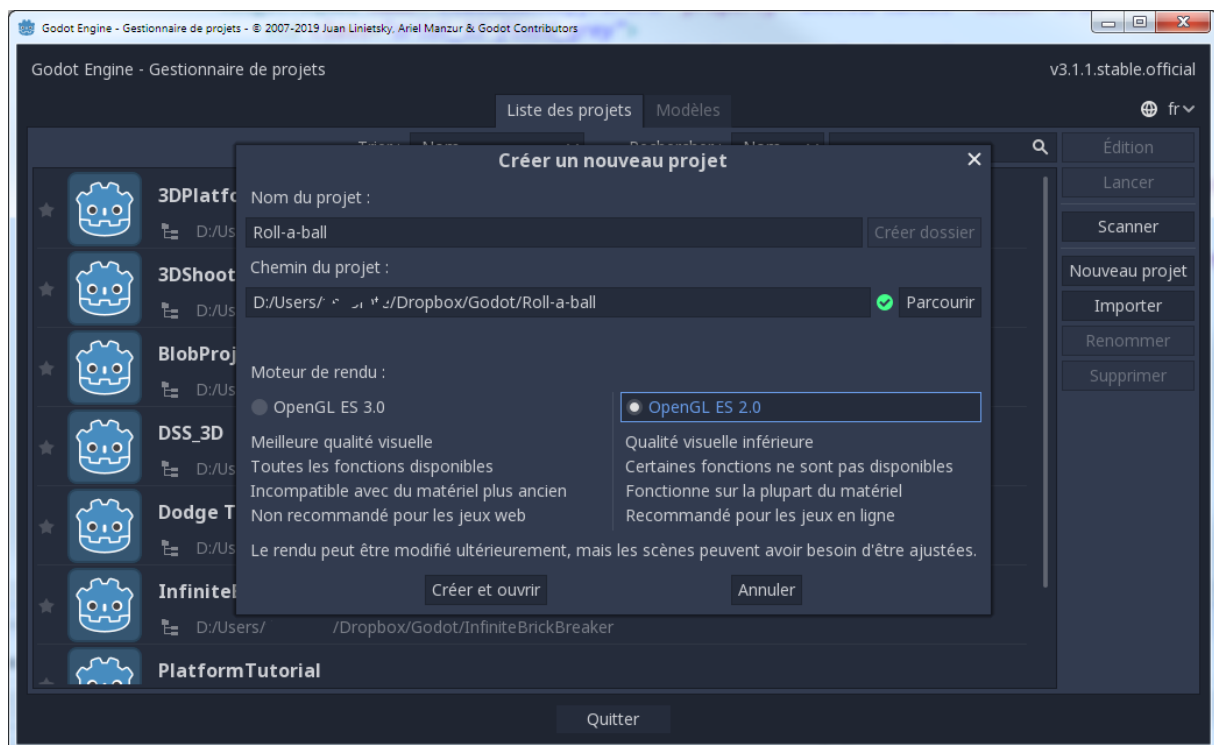 Godot Engine - Gestionnaire de projets - © 2007-2019 Juan Linietsky, Ariel Manzur & Godot Contributors
Godot Engine - Gestionnaire de projets
v3.1.1.stable.official
Liste des projets Modèles
fr
Édition
Lancer
Scanner
Nouveau projet
Importer
Renommer
Supprimer
Créer un nouveau projet
Nom du projet :
Roll-a-ball Créer dossier
Chemin du projet :
D:/Users/ /Dropbox/Godot/Roll-a-ball Parcourir
Moteur de rendu :
OpenGL ES 3.0
Meilleure qualité visuelle
Toutes les fonctions disponibles
Incompatible avec du matériel plus ancien
Non recommandé pour les jeux web
OpenGL ES 2.0
Qualité visuelle inférieure
Certaines fonctions ne sont pas disponibles
Fonctionne sur la plupart du matériel
Recommandé pour les jeux en ligne
Le rendu peut être modifié ultérieurement, mais les scènes peuvent avoir besoin d'être ajustées.
Créer et ouvrir Annuler
3DPlatfo
D:/Us
3DShoot
D:/Us
BlobProj
D:/Us
DSS_3D
D:/Us
Dodge T
D:/Us
Infinite
D:/Users/ /Dropbox/Godot/InfiniteBrickBreaker
PlatformTutorial
Quitter